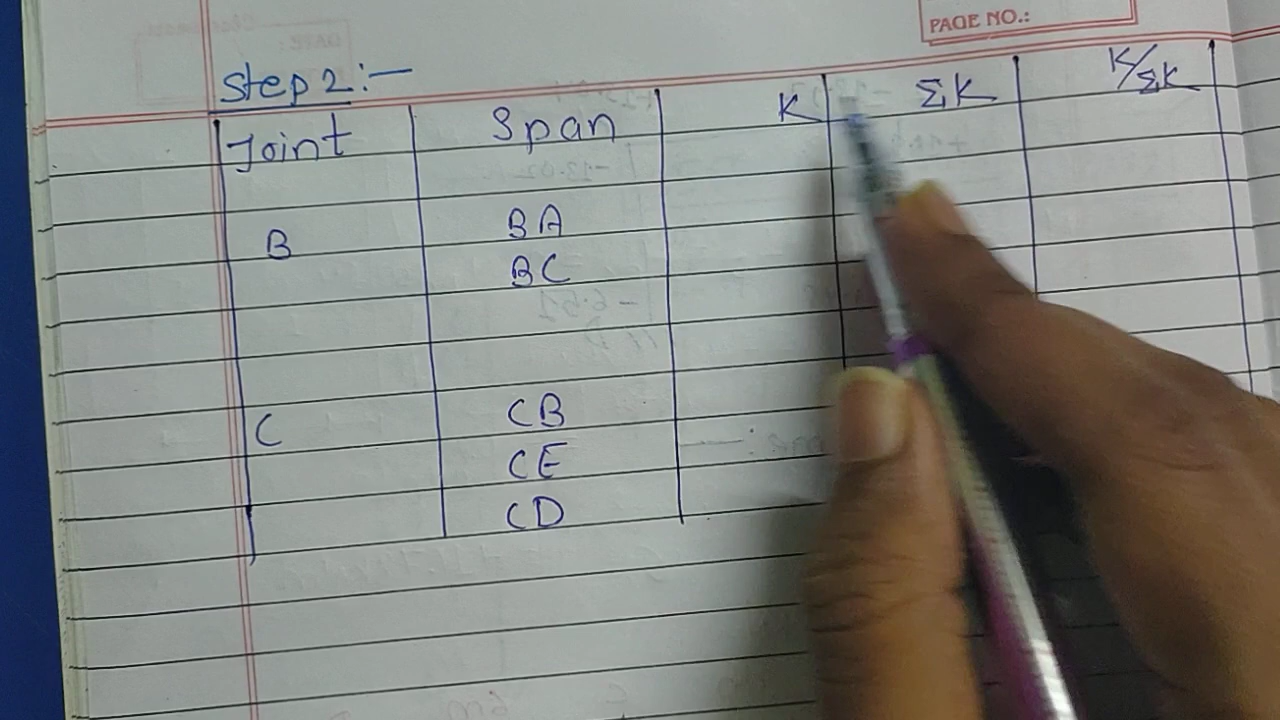 PAGE NO.:
Step 2:-
Joint Span K ΣK K/ΣK
B BA
BC
C CB
CE
CD